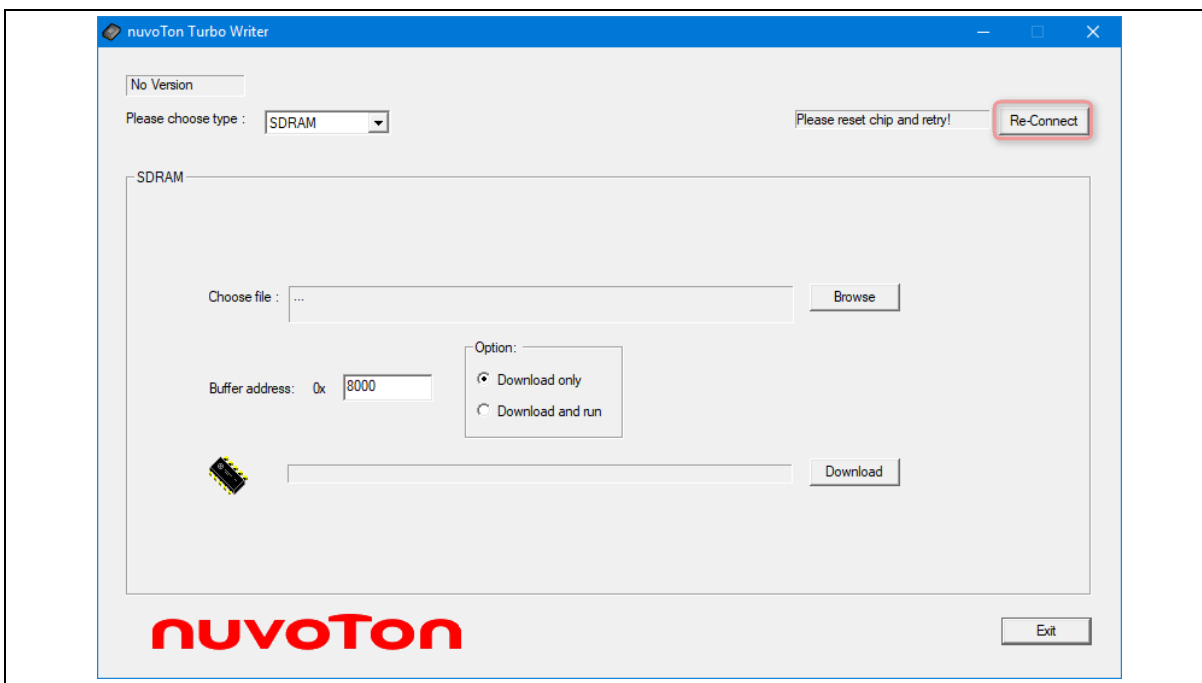 nuvoTon Turbo Writer
No Version
Please choose type :
SDRAM
Please reset chip and retry!
Re-Connect
SDRAM
Choose file :
...
Browse
Option:
Download only
Buffer address: 0x 8000
Download and run
Download
nuvoTon
Exit